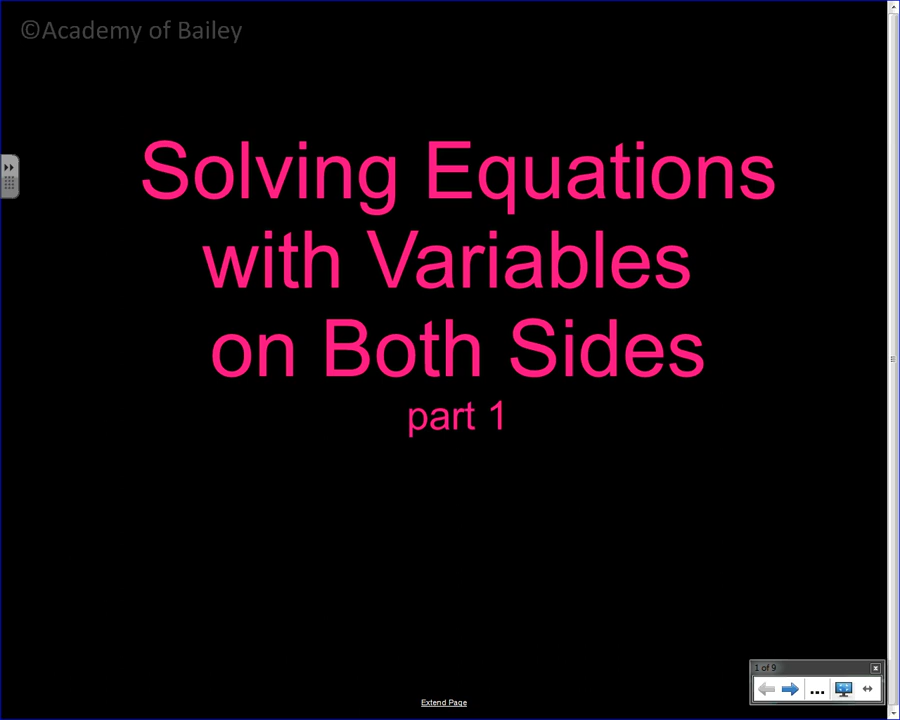 ©Academy of Bailey
Solving Equations
with Variables
on Both Sides
part 1
1 of 9
Extend Page